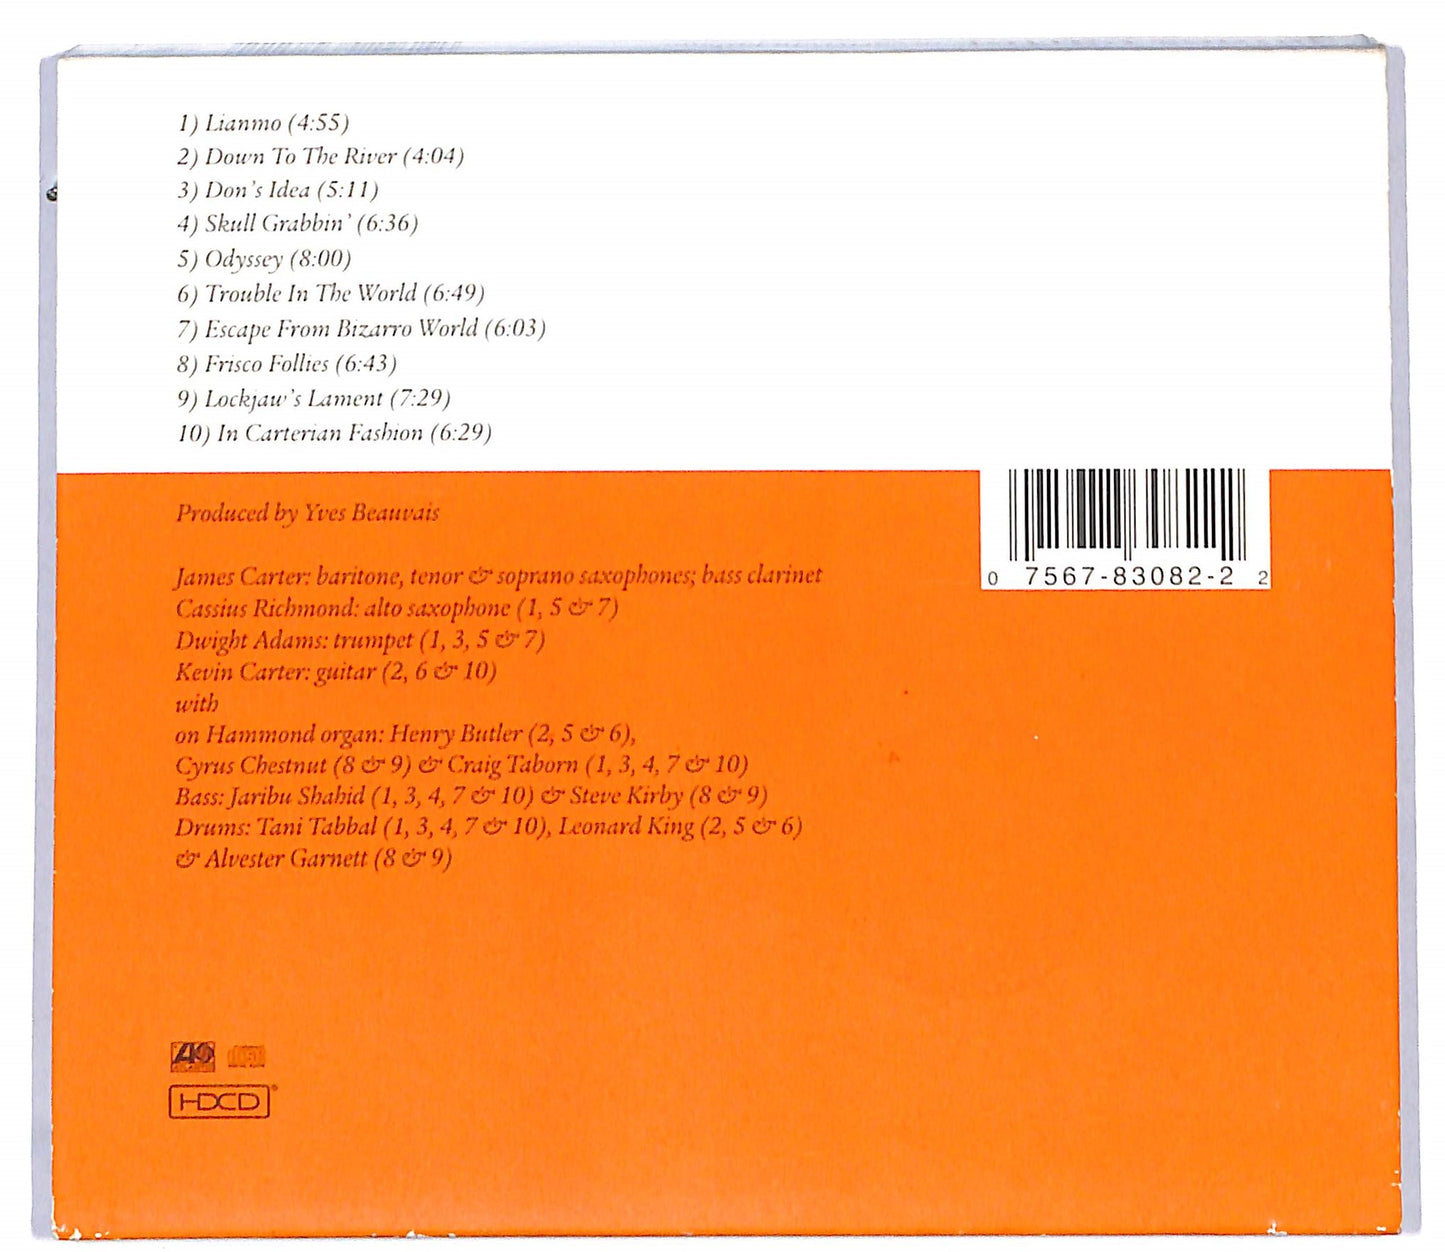 1) Lianmo (4:55)
2) Down To The River (4:04)
3) Don's Idea (5:11)
4) Skull Grabbin' (6:36)
5) Odyssey (8:00)
6) Trouble In The World (6:49)
7) Escape From Bizarro World (6:03)
8) Frisco Follies (6:43)
9) Lockjaw's Lament (7:29)
10) In Carterian Fashion (6:29)
0 7567-83082-2 2
Produced by Yves Beauvais
James Carter: baritone, tenor & soprano saxophones; bass clarinet
Cassius Richmond: alto saxophone (1, 5 & 7)
Dwight Adams: trumpet (1, 3, 5 & 7)
Kevin Carter: guitar (2, 6 & 10)
with
on Hammond organ: Henry Butler (2, 5 & 6),
Cyrus Chestnut (8 & 9) & Craig Taborn (1, 3, 4, 7 & 10)
Bass: Jaribu Shahid (1, 3, 4, 7 & 10) & Steve Kirby (8 & 9)
Drums: Tani Tabbal (1, 3, 4, 7 & 10), Leonard King (2, 5 & 6)
& Alvester Garnett (8 & 9)
HDCD®